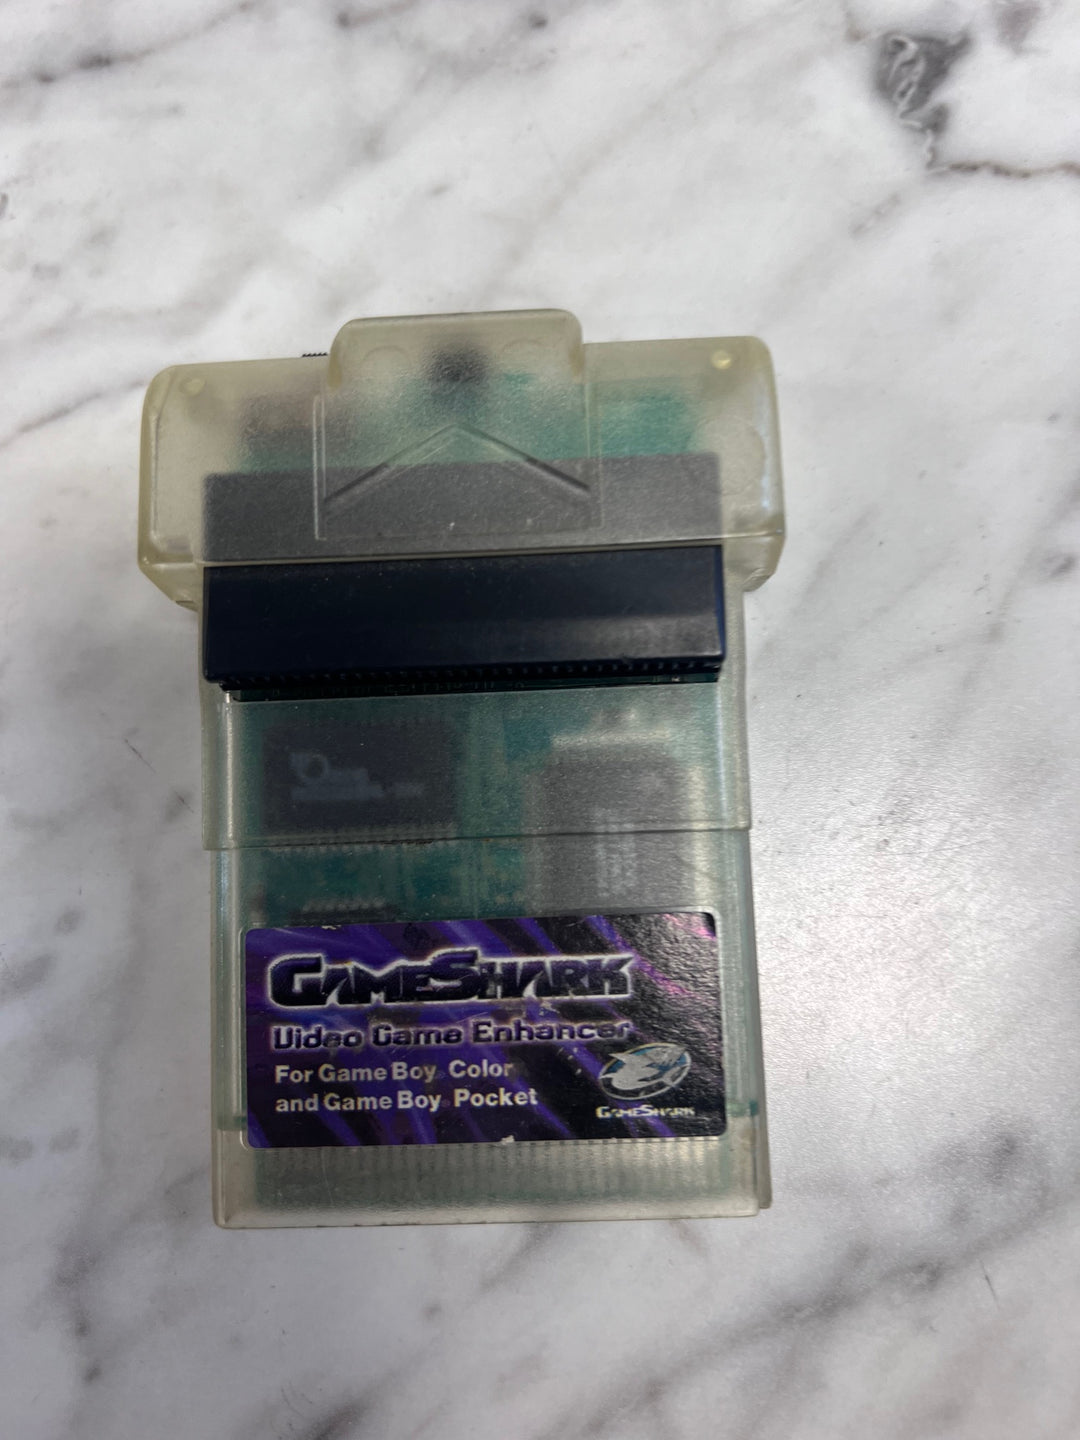 GAMESHARK
Video Game Enhancer
For Game Boy Color
and Game Boy Pocket
GAMESHARK